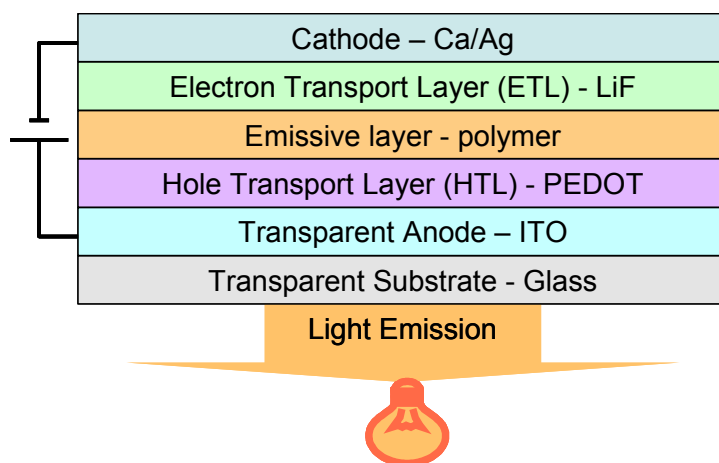 Cathode – Ca/Ag
Electron Transport Layer (ETL) - LiF
Emissive layer - polymer
Hole Transport Layer (HTL) - PEDOT
Transparent Anode – ITO
Transparent Substrate - Glass
Light Emission